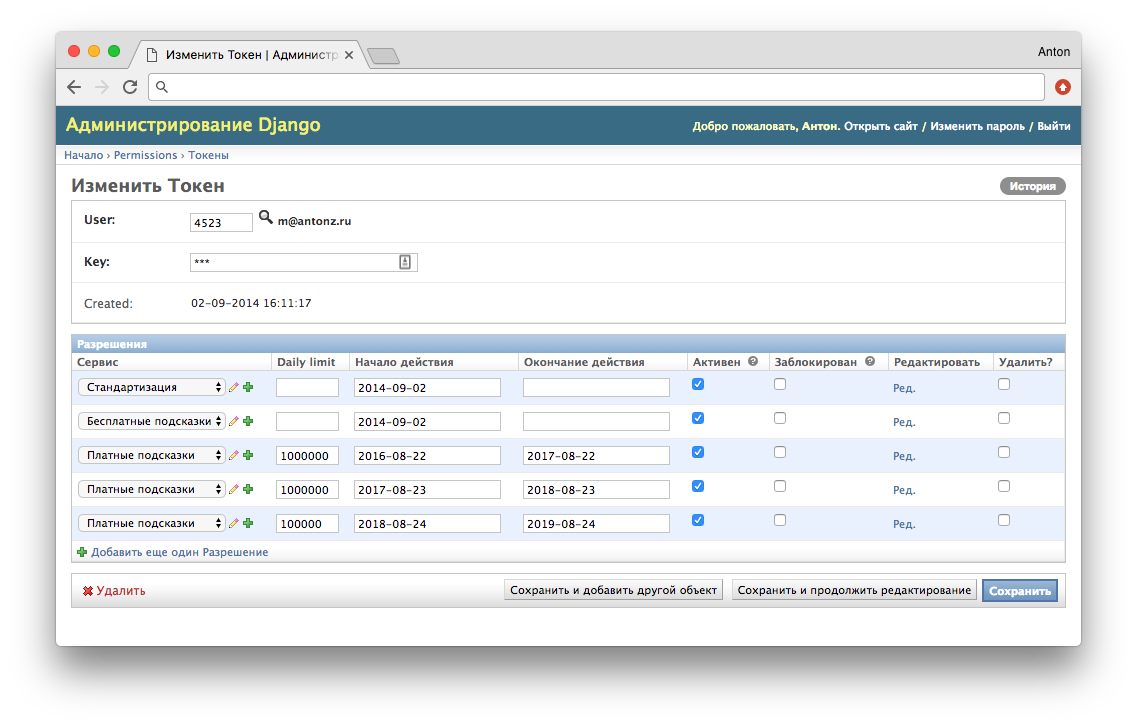 Изменить Токен | Администр
Anton
Администрирование Django
Добро пожаловать, Антон. Открыть сайт / Изменить пароль / Выйти
Начало › Permissions › Токены
Изменить Токен
История
User: 4523 m@antonz.ru
Key: ***
Created: 02-09-2014 16:11:17
Разрешения
Сервис Daily limit Начало действия Окончание действия Активен ? Заблокирован ? Редактировать Удалить?
Стандартизация 2014-09-02 Ред.
Бесплатные подсказки 2014-09-02 Ред.
Платные подсказки 1000000 2016-08-22 2017-08-22 Ред.
Платные подсказки 1000000 2017-08-23 2018-08-23 Ред.
Платные подсказки 100000 2018-08-24 2019-08-24 Ред.
Добавить еще один Разрешение
Удалить Сохранить и добавить другой объект Сохранить и продолжить редактирование Сохранить